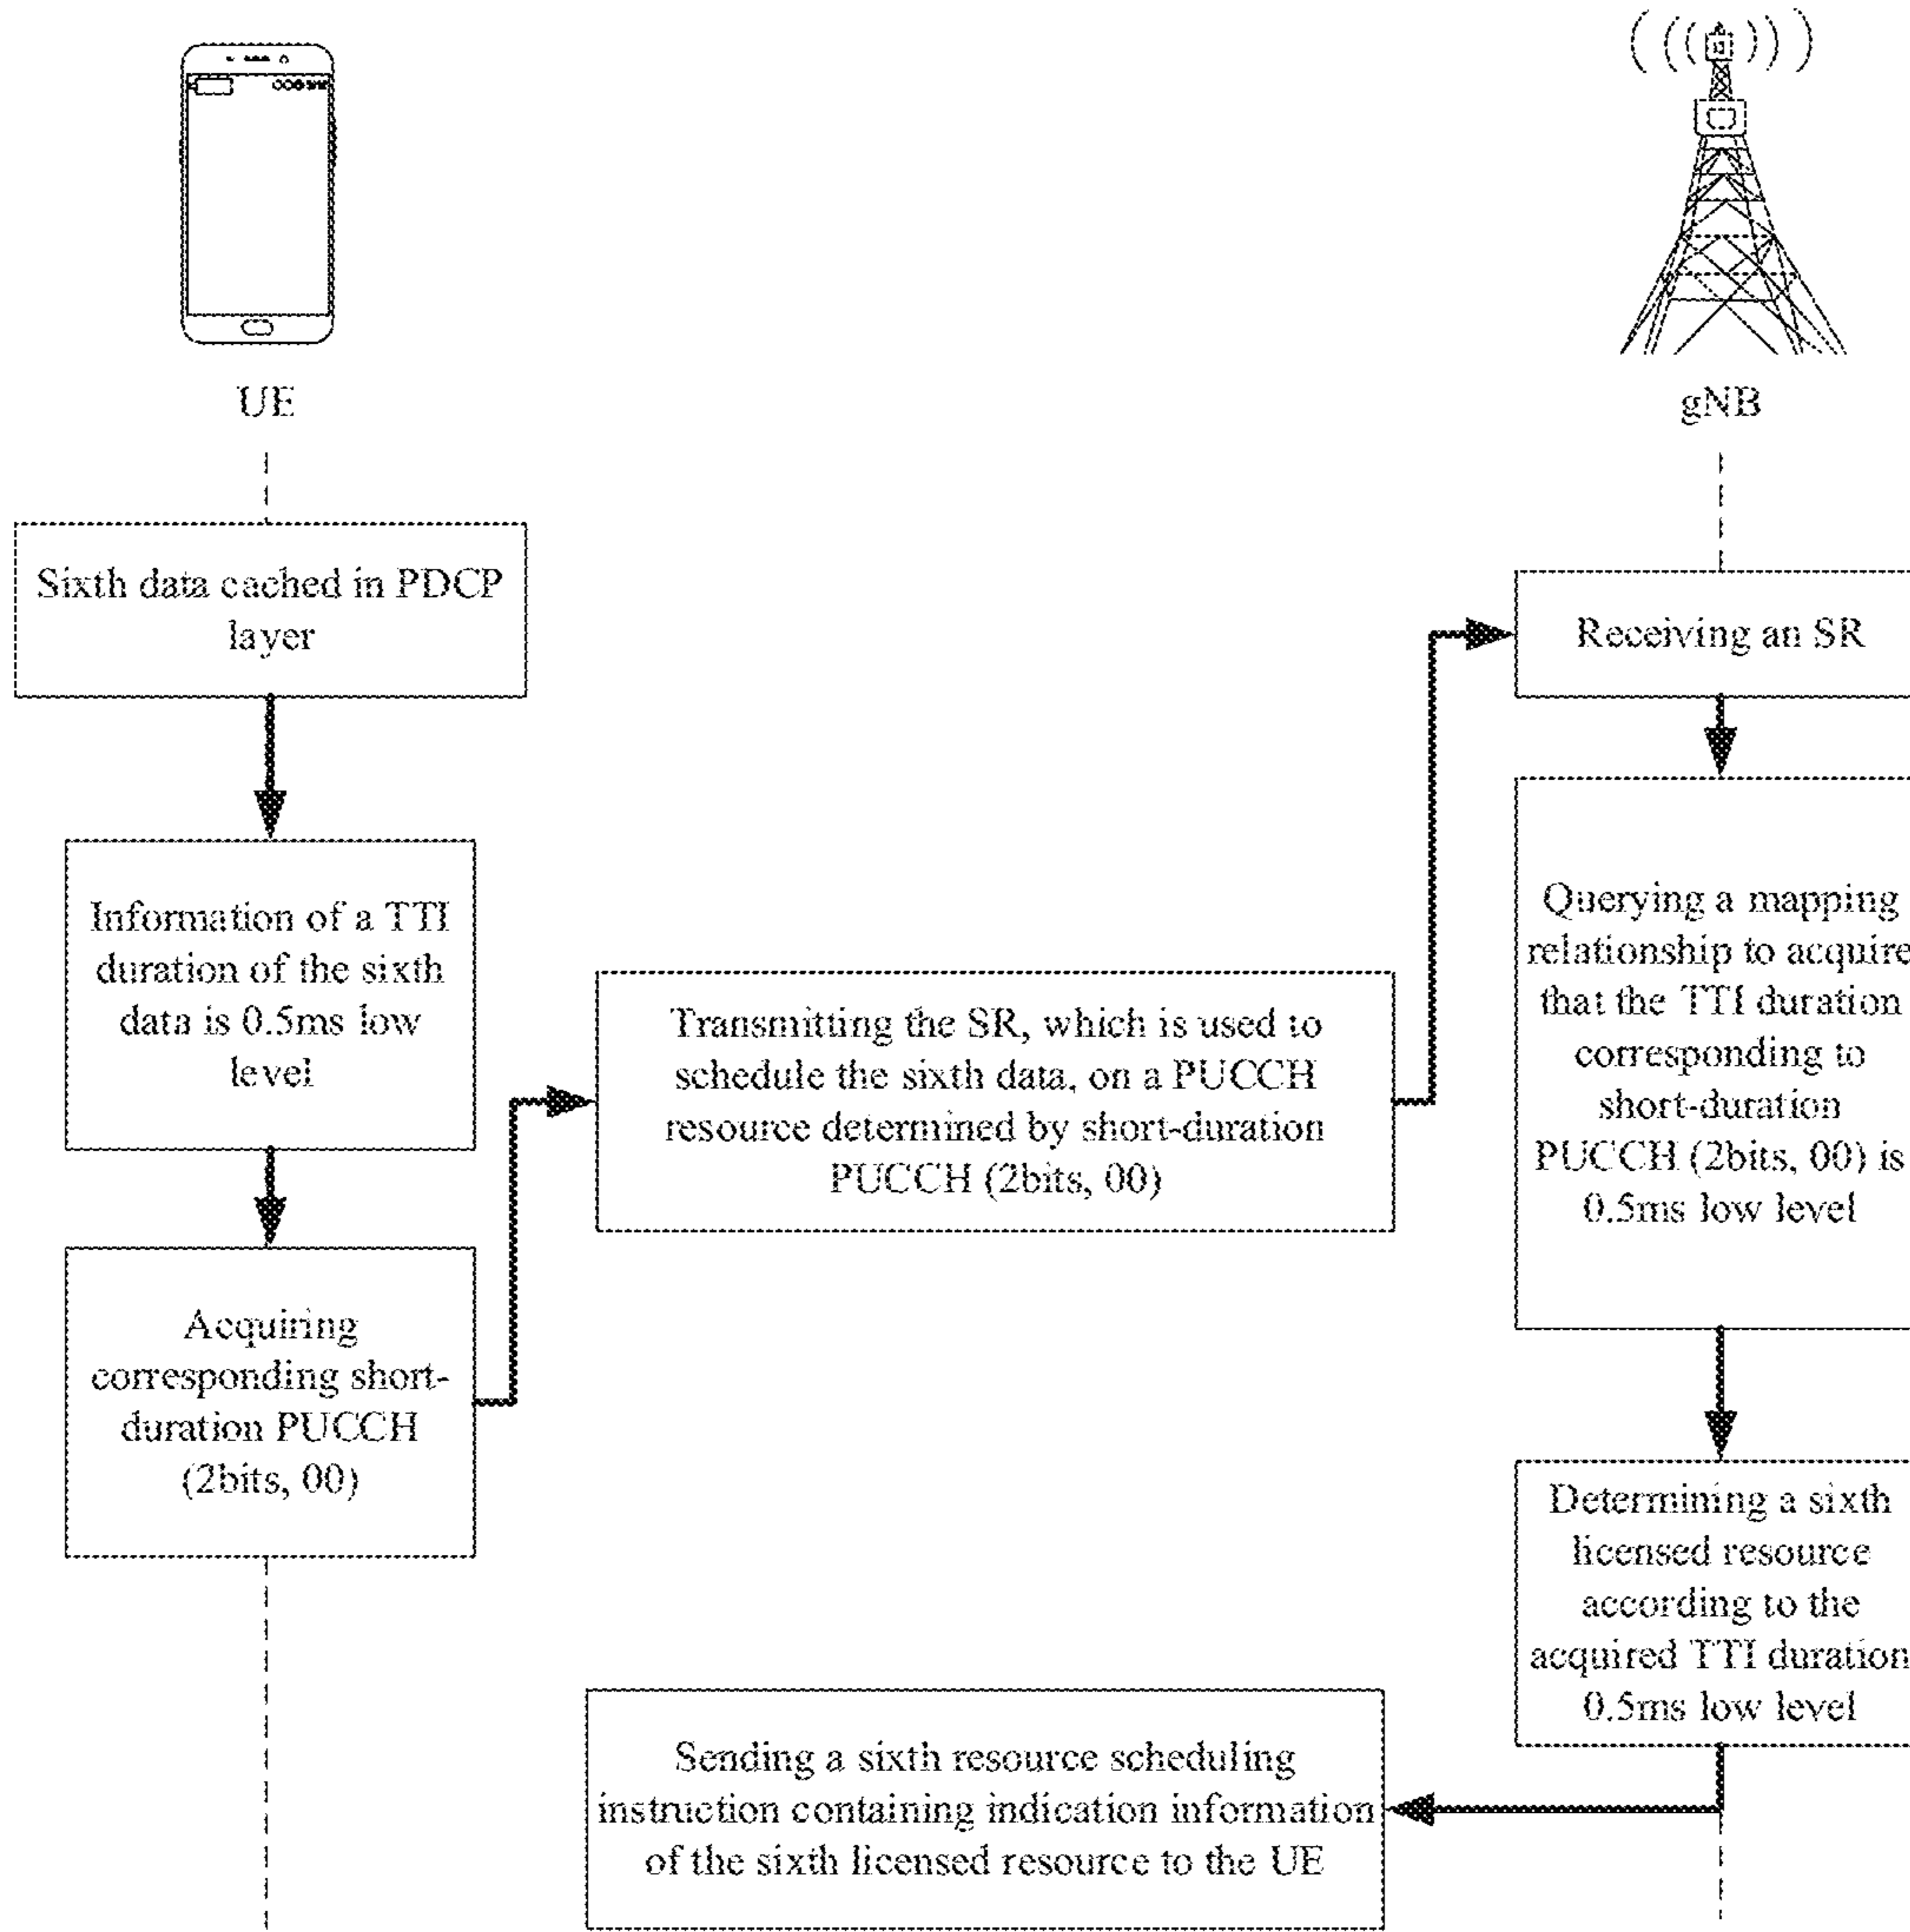 UE
gNB
Sixth data cached in PDCP
layer
Information of a TTI
duration of the sixth
data is 0.5ms low
level
Acquiring
corresponding short-
duration PUCCH
(2bits, 00)
Transmitting the SR, which is used to
schedule the sixth data, on a PUCCH
resource determined by short-duration
PUCCH (2bits, 00)
Receiving an SR
Querying a mapping
relationship to acquire
that the TTI duration
corresponding to
short-duration
PUCCH (2bits, 00) is
0.5ms low level
Determining a sixth
licensed resource
according to the
acquired TTI duration
0.5ms low level
Sending a sixth resource scheduling
instruction containing indication information
of the sixth licensed resource to the UE